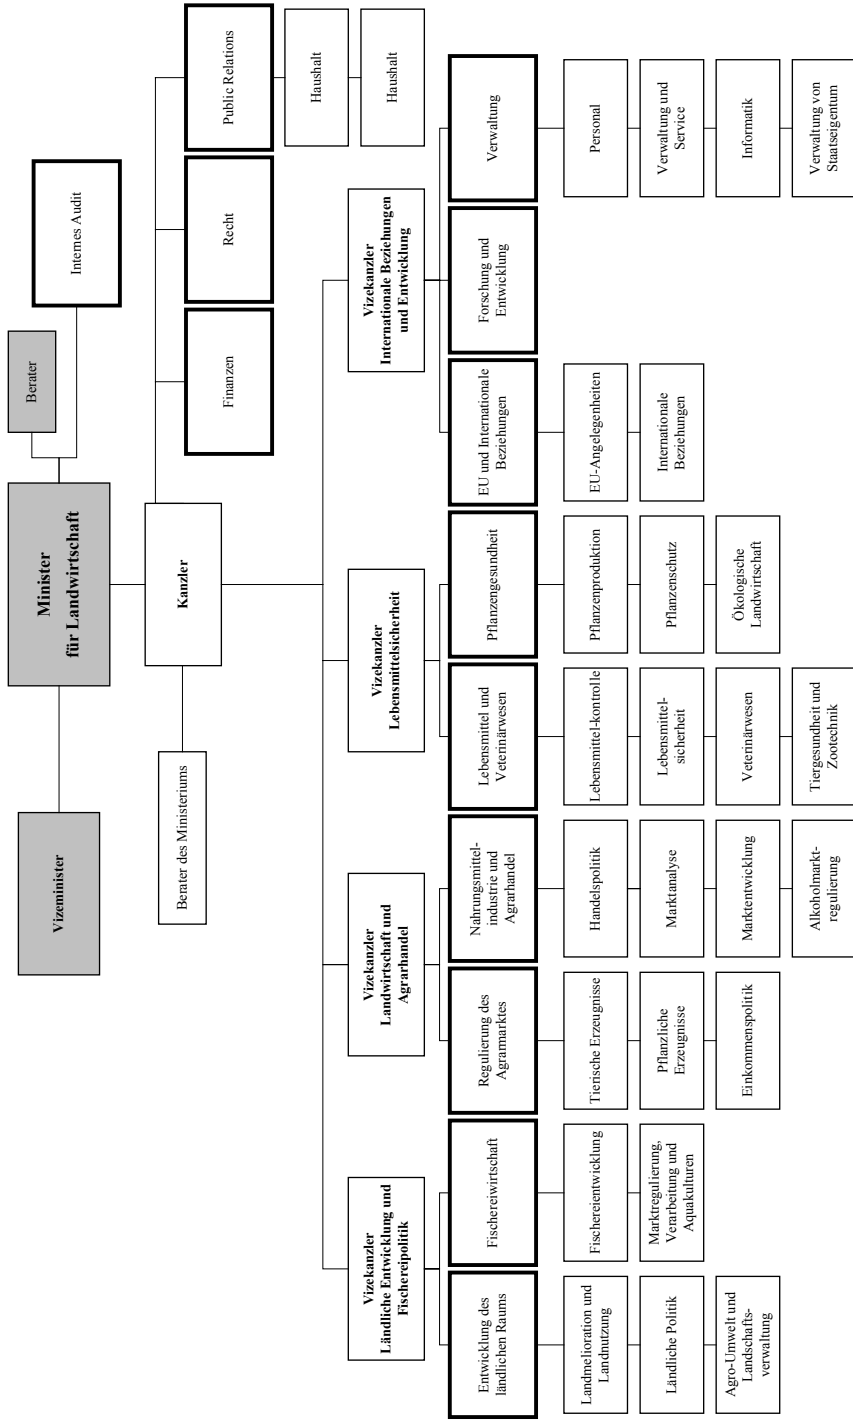 Minister
für Landwirtschaft
Vizeminister
Berater
Internes Audit
Kanzler
Berater des Ministeriums
Finanzen
Recht
Public Relations
Haushalt
Haushalt
Vizekanzler
Ländliche Entwicklung und
Fischereipolitik
Vizekanzler
Landwirtschaft und
Agrarhandel
Vizekanzler
Lebensmittelsicherheit
Vizekanzler
Internationale Beziehungen
und Entwicklung
Entwicklung des
ländlichen Raums
Landmelioration und
Landnutzung
Ländliche Politik
Agro-Umwelt und
Landschafts-
verwaltung
Fischereiwirtschaft
Fischereientwicklung
Marktregulierung,
Verarbeitung und
Aquakulturen
Regulierung des
Agrarmarktes
Tierische Erzeugnisse
Pflanzliche
Erzeugnisse
Einkommenspolitik
Nahrungsmittel-
industrie und
Agrarhandel
Handelspolitik
Marktanalyse
Marktentwicklung
Alkoholmarkt-
regulierung
Lebensmittel und
Veterinärwesen
Lebensmittel-kontrolle
Lebensmittel-
sicherheit
Veterinärwesen
Tiergesundheit und
Zootechnik
Pflanzengesundheit
Pflanzenproduktion
Pflanzenschutz
Ökologische
Landwirtschaft
EU und Internationale
Beziehungen
EU-Angelegenheiten
Internationale
Beziehungen
Forschung und
Entwicklung
Verwaltung
Personal
Verwaltung und
Service
Informatik
Verwaltung von
Staatseigentum